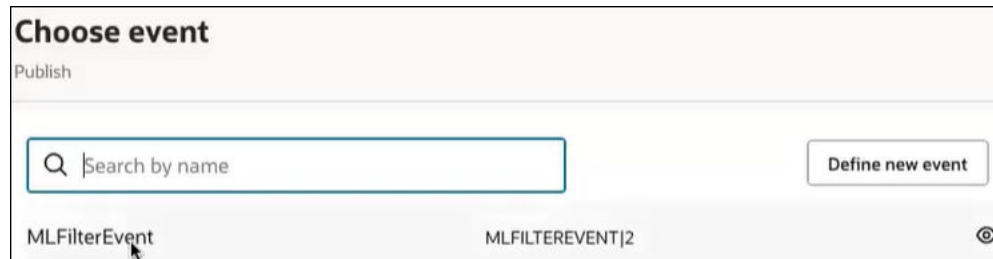 Choose event
Publish
Search by name
Define new event
MLFilterEvent MLFILTEREVENT|2